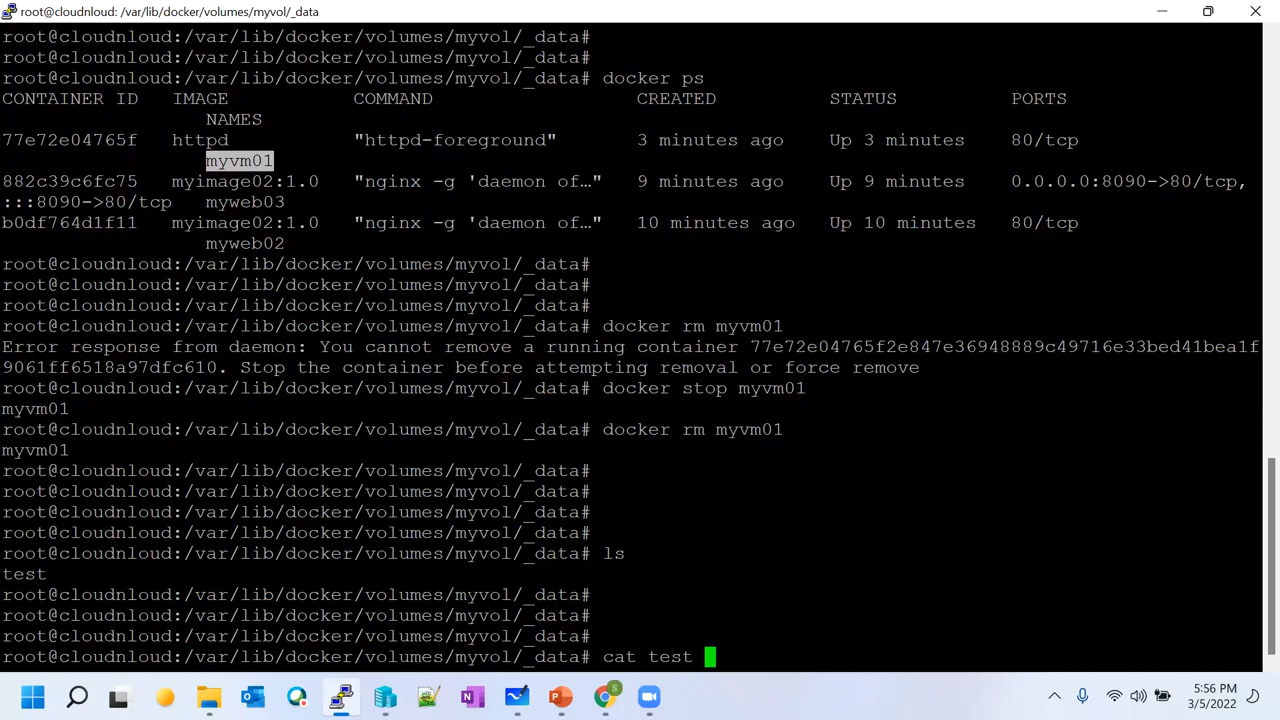 root@cloudnloud: /var/lib/docker/volumes/myvol/_data
root@cloudnloud:/var/lib/docker/volumes/myvol/_data#
root@cloudnloud:/var/lib/docker/volumes/myvol/_data#
root@cloudnloud:/var/lib/docker/volumes/myvol/_data# docker ps
CONTAINER ID   IMAGE            COMMAND                  CREATED          STATUS          PORTS
NAMES
77e72e04765f   httpd            "httpd-foreground"       3 minutes ago    Up 3 minutes    80/tcp
myvm01
882c39c6fc75   myimage02:1.0    "nginx -g 'daemon of…"   9 minutes ago    Up 9 minutes    0.0.0.0:8090->80/tcp,
:::8090->80/tcp   myweb03
b0df764d1f11   myimage02:1.0    "nginx -g 'daemon of…"   10 minutes ago   Up 10 minutes   80/tcp
myweb02
root@cloudnloud:/var/lib/docker/volumes/myvol/_data#
root@cloudnloud:/var/lib/docker/volumes/myvol/_data#
root@cloudnloud:/var/lib/docker/volumes/myvol/_data#
root@cloudnloud:/var/lib/docker/volumes/myvol/_data# docker rm myvm01
Error response from daemon: You cannot remove a running container 77e72e04765f2e847e36948889c49716e33bed41bea1f
9061ff6518a97dfc610. Stop the container before attempting removal or force remove
root@cloudnloud:/var/lib/docker/volumes/myvol/_data# docker stop myvm01
myvm01
root@cloudnloud:/var/lib/docker/volumes/myvol/_data# docker rm myvm01
myvm01
root@cloudnloud:/var/lib/docker/volumes/myvol/_data#
root@cloudnloud:/var/lib/docker/volumes/myvol/_data#
root@cloudnloud:/var/lib/docker/volumes/myvol/_data#
root@cloudnloud:/var/lib/docker/volumes/myvol/_data#
root@cloudnloud:/var/lib/docker/volumes/myvol/_data# ls
test
root@cloudnloud:/var/lib/docker/volumes/myvol/_data#
root@cloudnloud:/var/lib/docker/volumes/myvol/_data#
root@cloudnloud:/var/lib/docker/volumes/myvol/_data#
root@cloudnloud:/var/lib/docker/volumes/myvol/_data# cat test
5:56 PM
3/5/2022